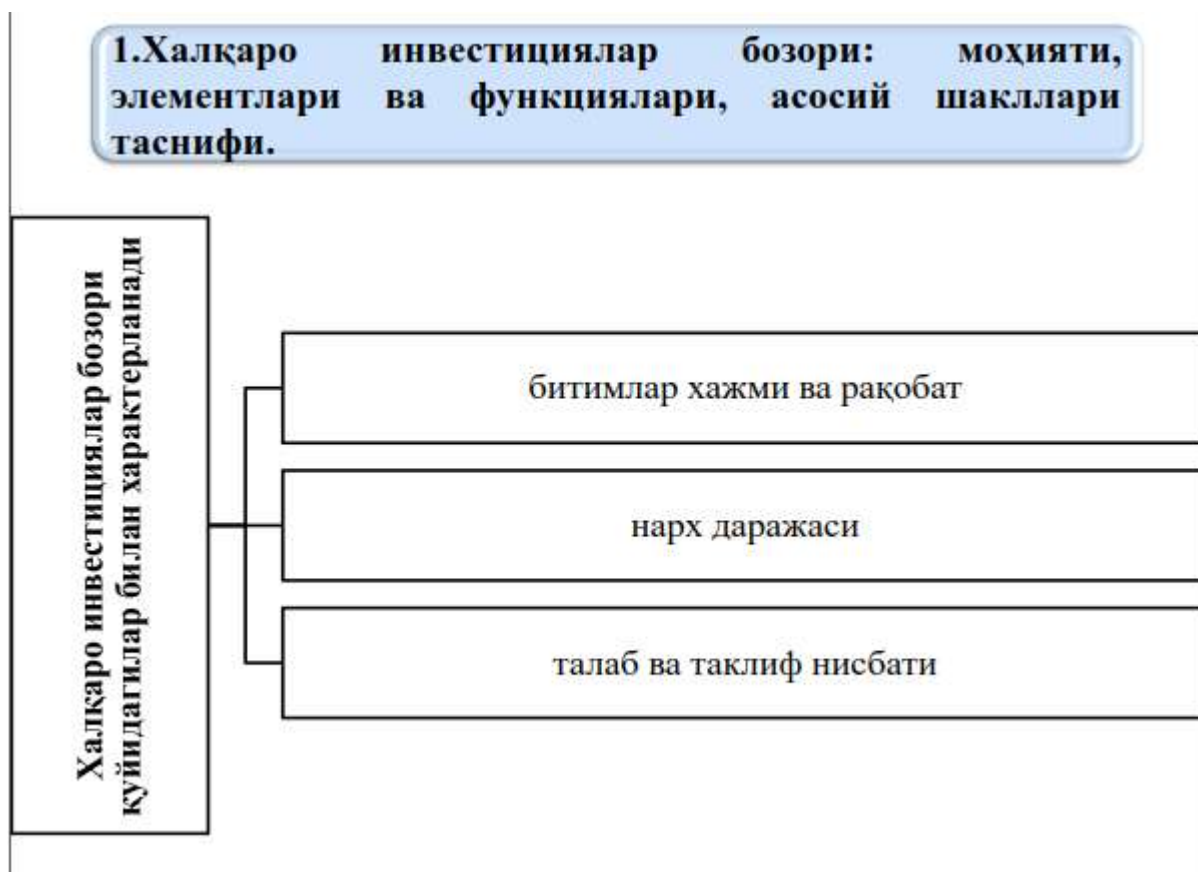 1.Халқаро инвестициялар бозори: моҳияти,
элементлари ва функциялари, асосий шакллари
таснифи.
Халқаро инвестициялар бозори
қуйидагилар билан характерланади
битимлар хажми ва рақобат
нарх даражаси
талаб ва таклиф нисбати